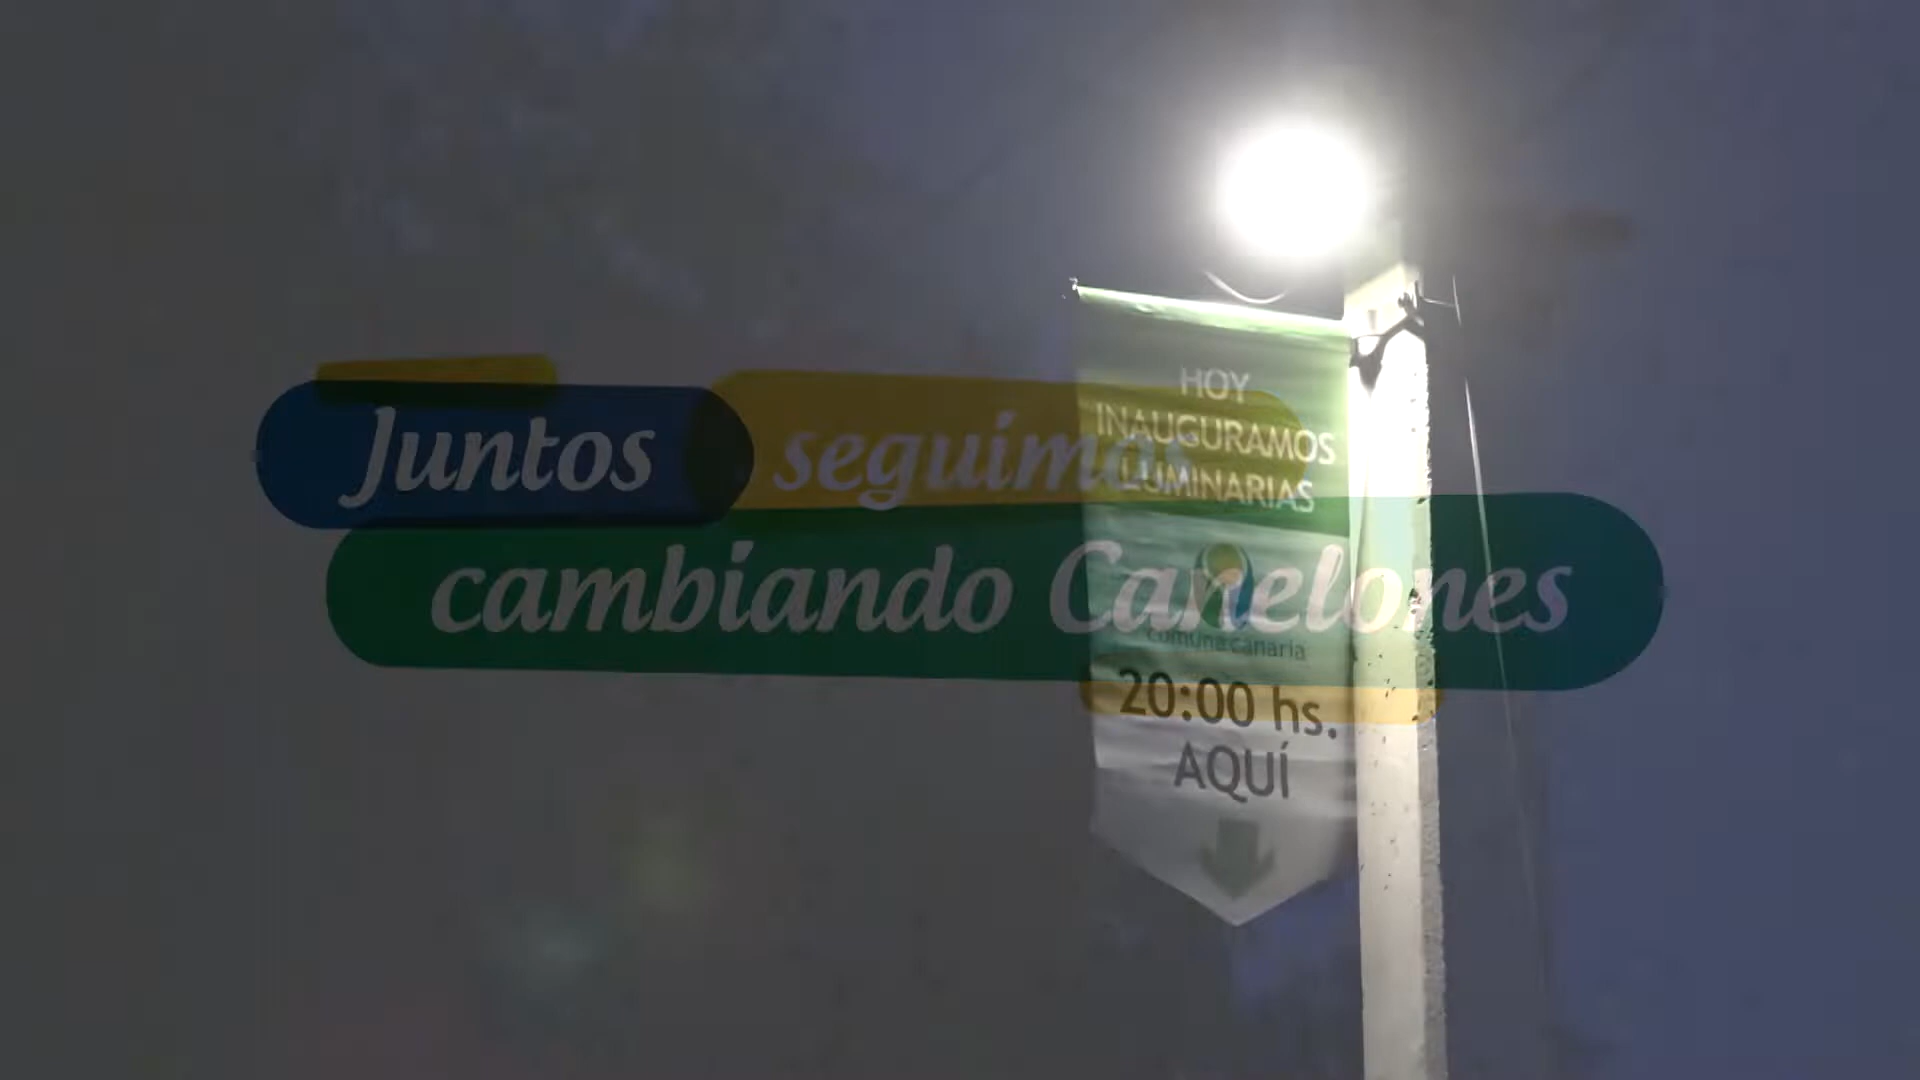 Juntos seguimos
cambiando Canelones
HOY
INAUGURAMOS
LUMINARIAS
comuna canaria
20:00 hs.
AQUÍ